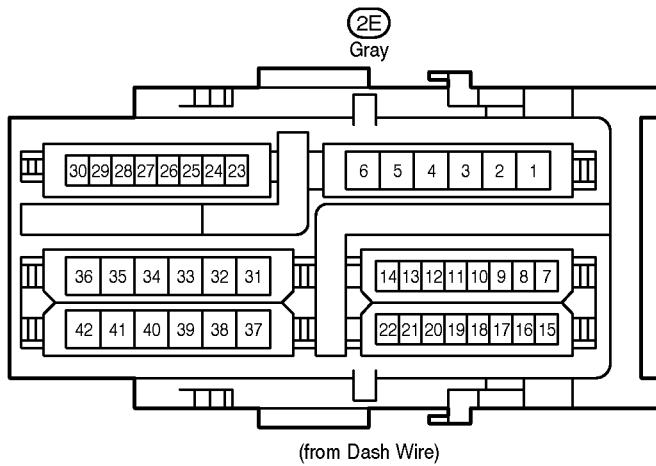 2E
Gray
30 29 28 27 26 25 24 23
6 5 4 3 2 1
36 35 34 33 32 31
14 13 12 11 10 9 8 7
42 41 40 39 38 37
22 21 20 19 18 17 16 15
(from Dash Wire)